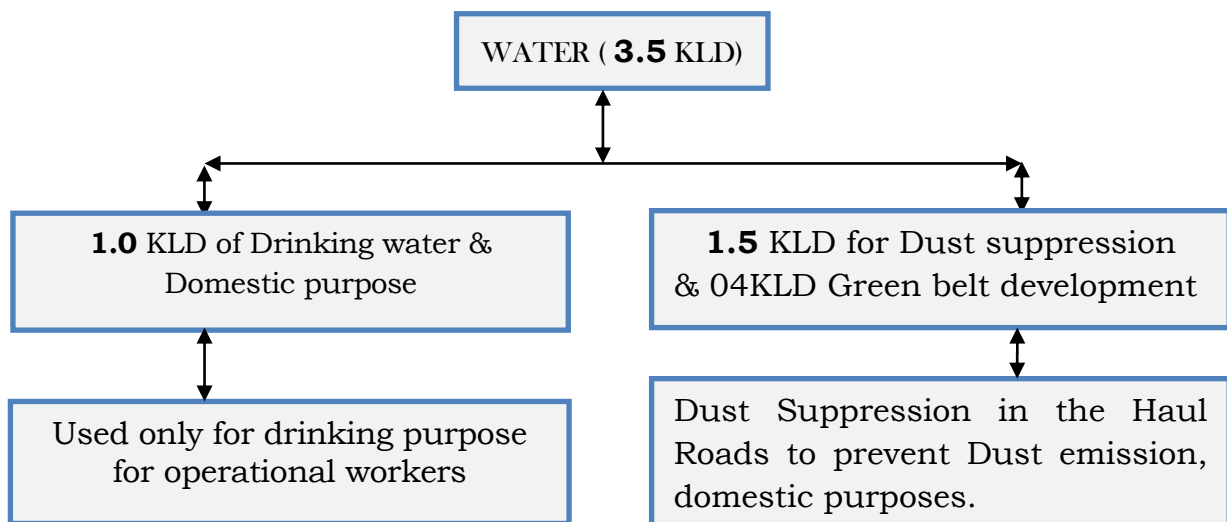 WATER ( 3.5 KLD)
1.0 KLD of Drinking water &
Domestic purpose
1.5 KLD for Dust suppression
& 04KLD Green belt development
Used only for drinking purpose
for operational workers
Dust Suppression in the Haul
Roads to prevent Dust emission,
domestic purposes.